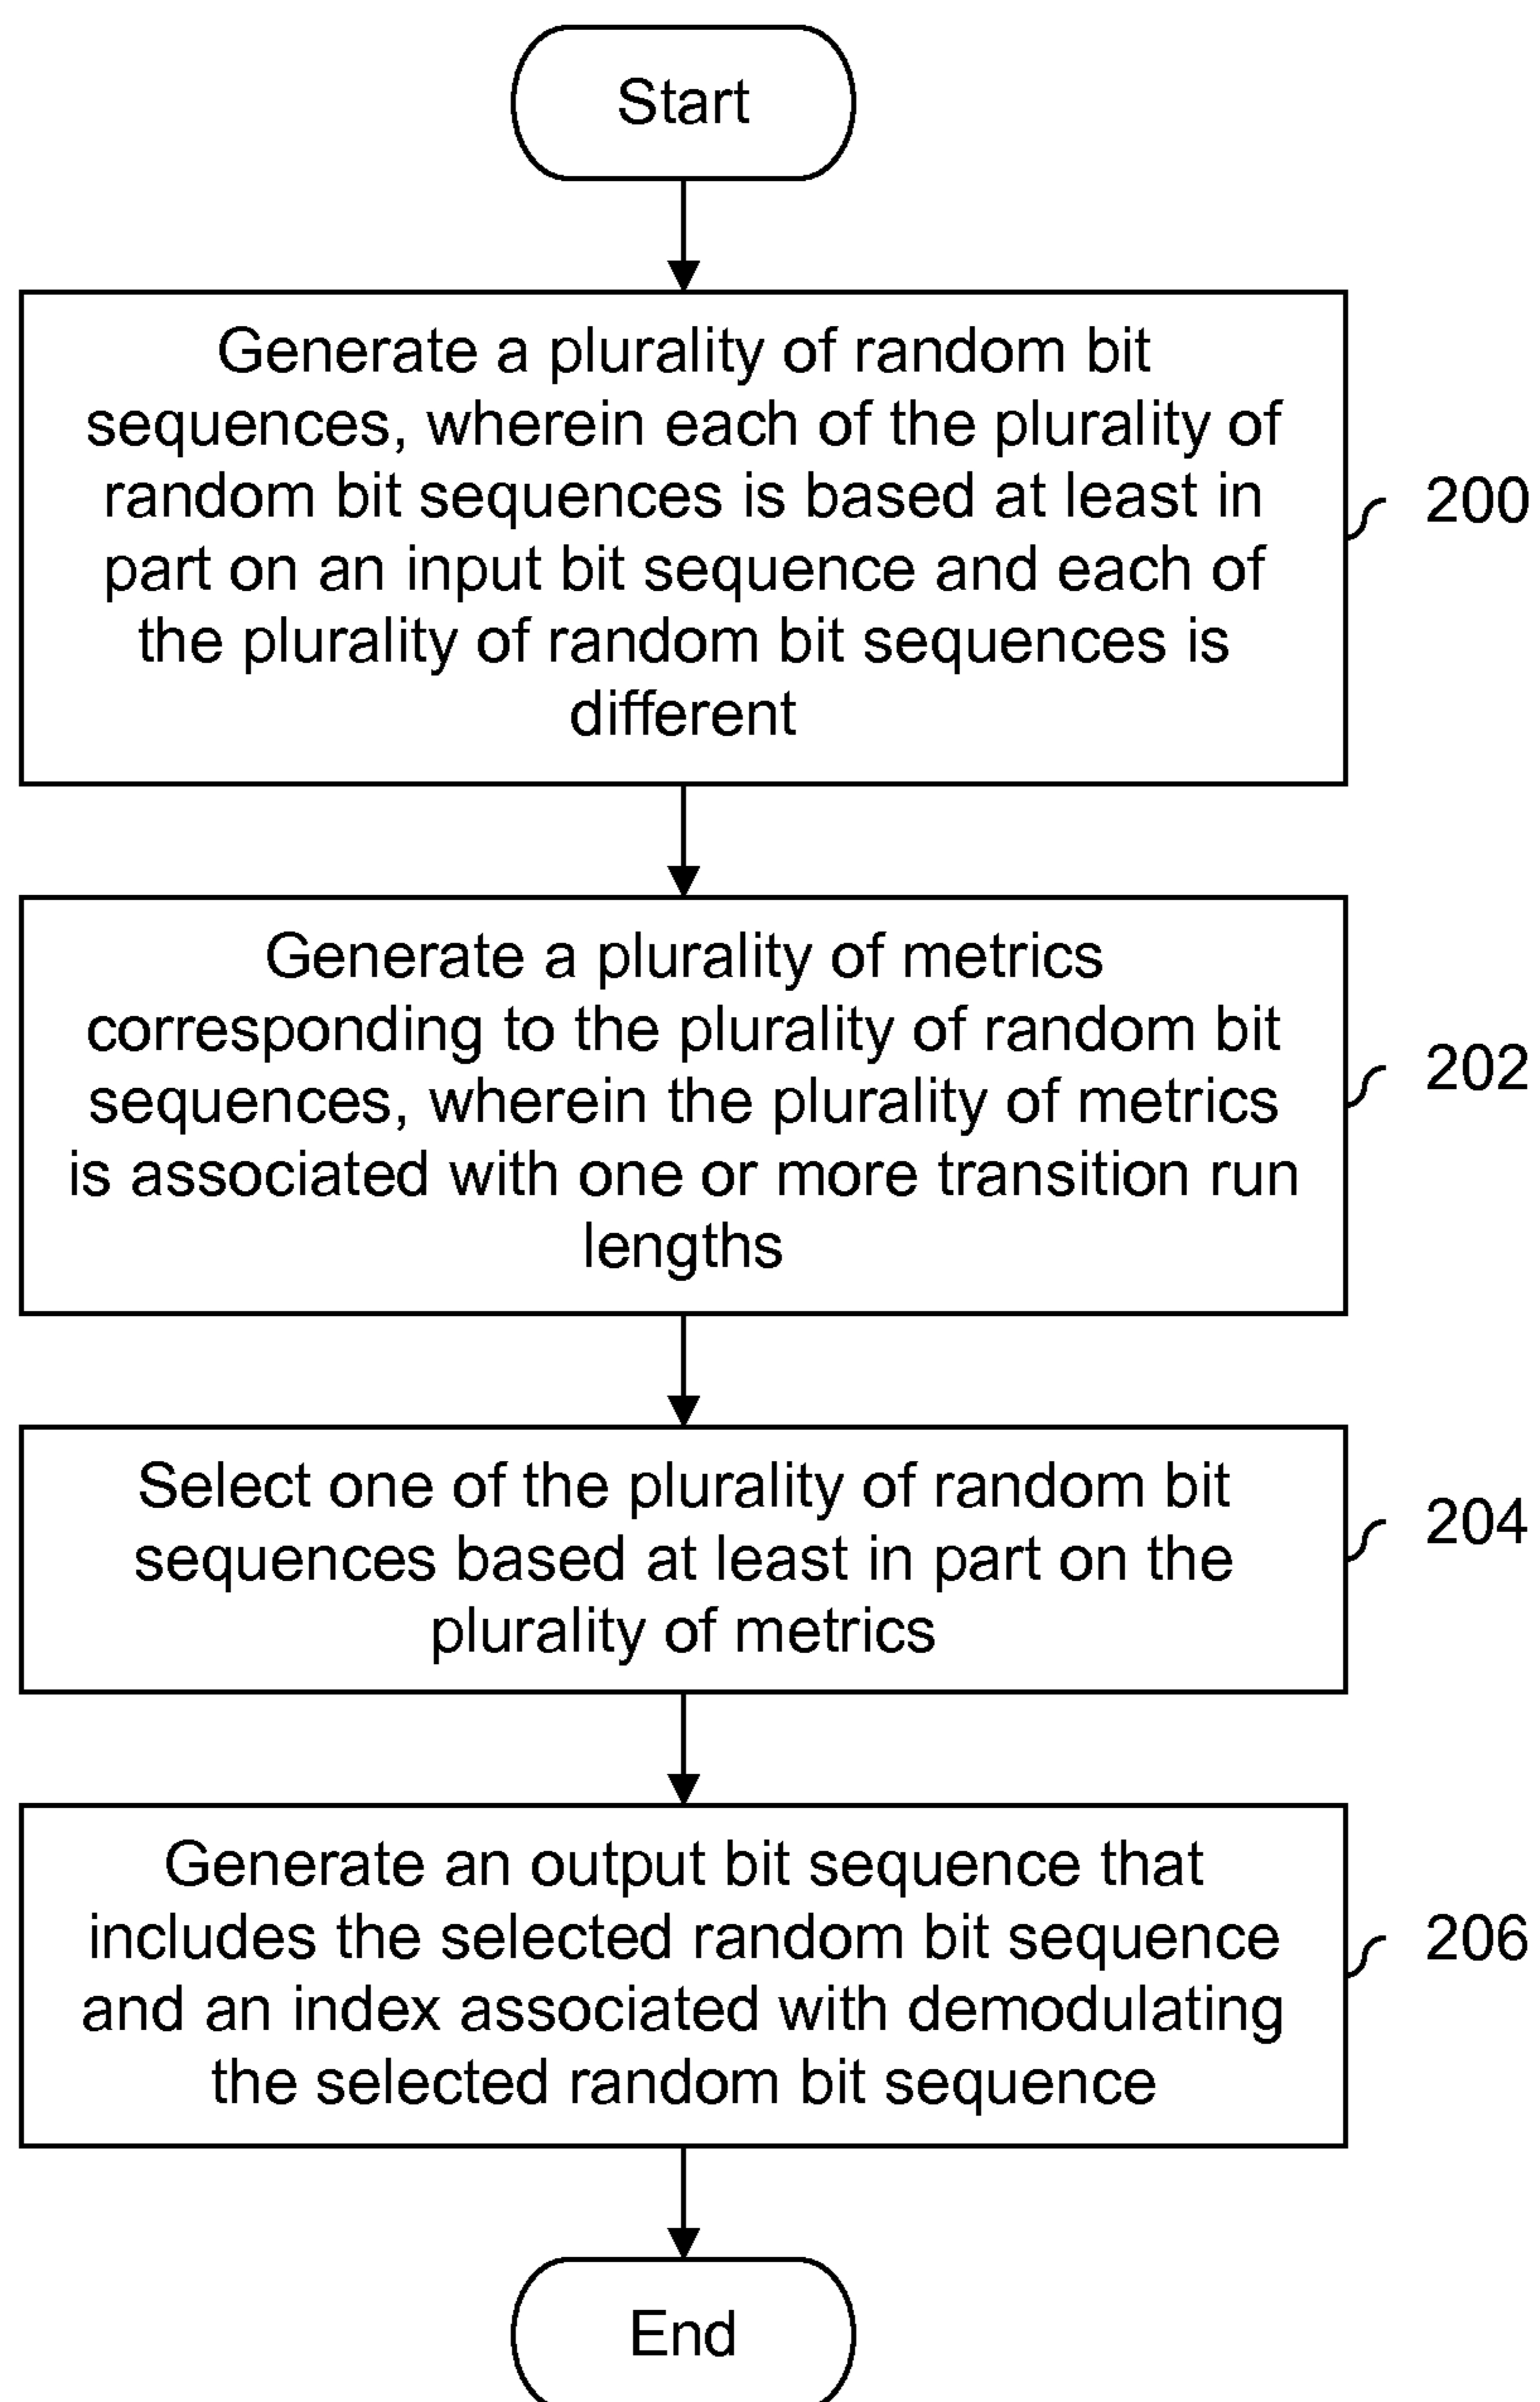 Start
Generate a plurality of random bit
sequences, wherein each of the plurality of
random bit sequences is based at least in
part on an input bit sequence and each of
the plurality of random bit sequences is
different
200
Generate a plurality of metrics
corresponding to the plurality of random bit
sequences, wherein the plurality of metrics
is associated with one or more transition run
lengths
202
Select one of the plurality of random bit
sequences based at least in part on the
plurality of metrics
204
Generate an output bit sequence that
includes the selected random bit sequence
and an index associated with demodulating
the selected random bit sequence
206
End